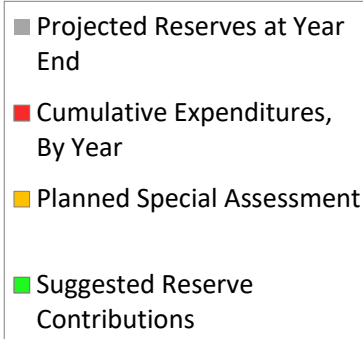 Projected Reserves at Year
End
Cumulative Expenditures,
By Year
Planned Special Assessment
Suggested Reserve
Contributions